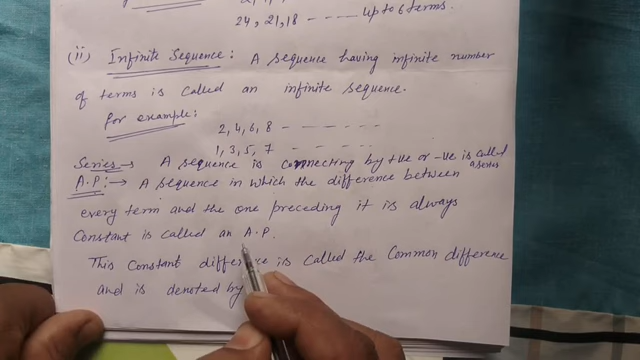 24, 21, 18 - - - - - - up to 6 terms.
(ii) Infinite Sequence: A sequence having infinite number
of terms is called an infinite sequence.
for example:
2, 4, 6, 8 - - - - - - - - -
1, 3, 5, 7 - - - - - - -
Series → A sequence is connecting by +ve or -ve is called a series
A.P: → A sequence in which the difference between
every term and the one preceding it is always
Constant is called an A.P.
This Constant difference is called the Common difference
and is denoted by